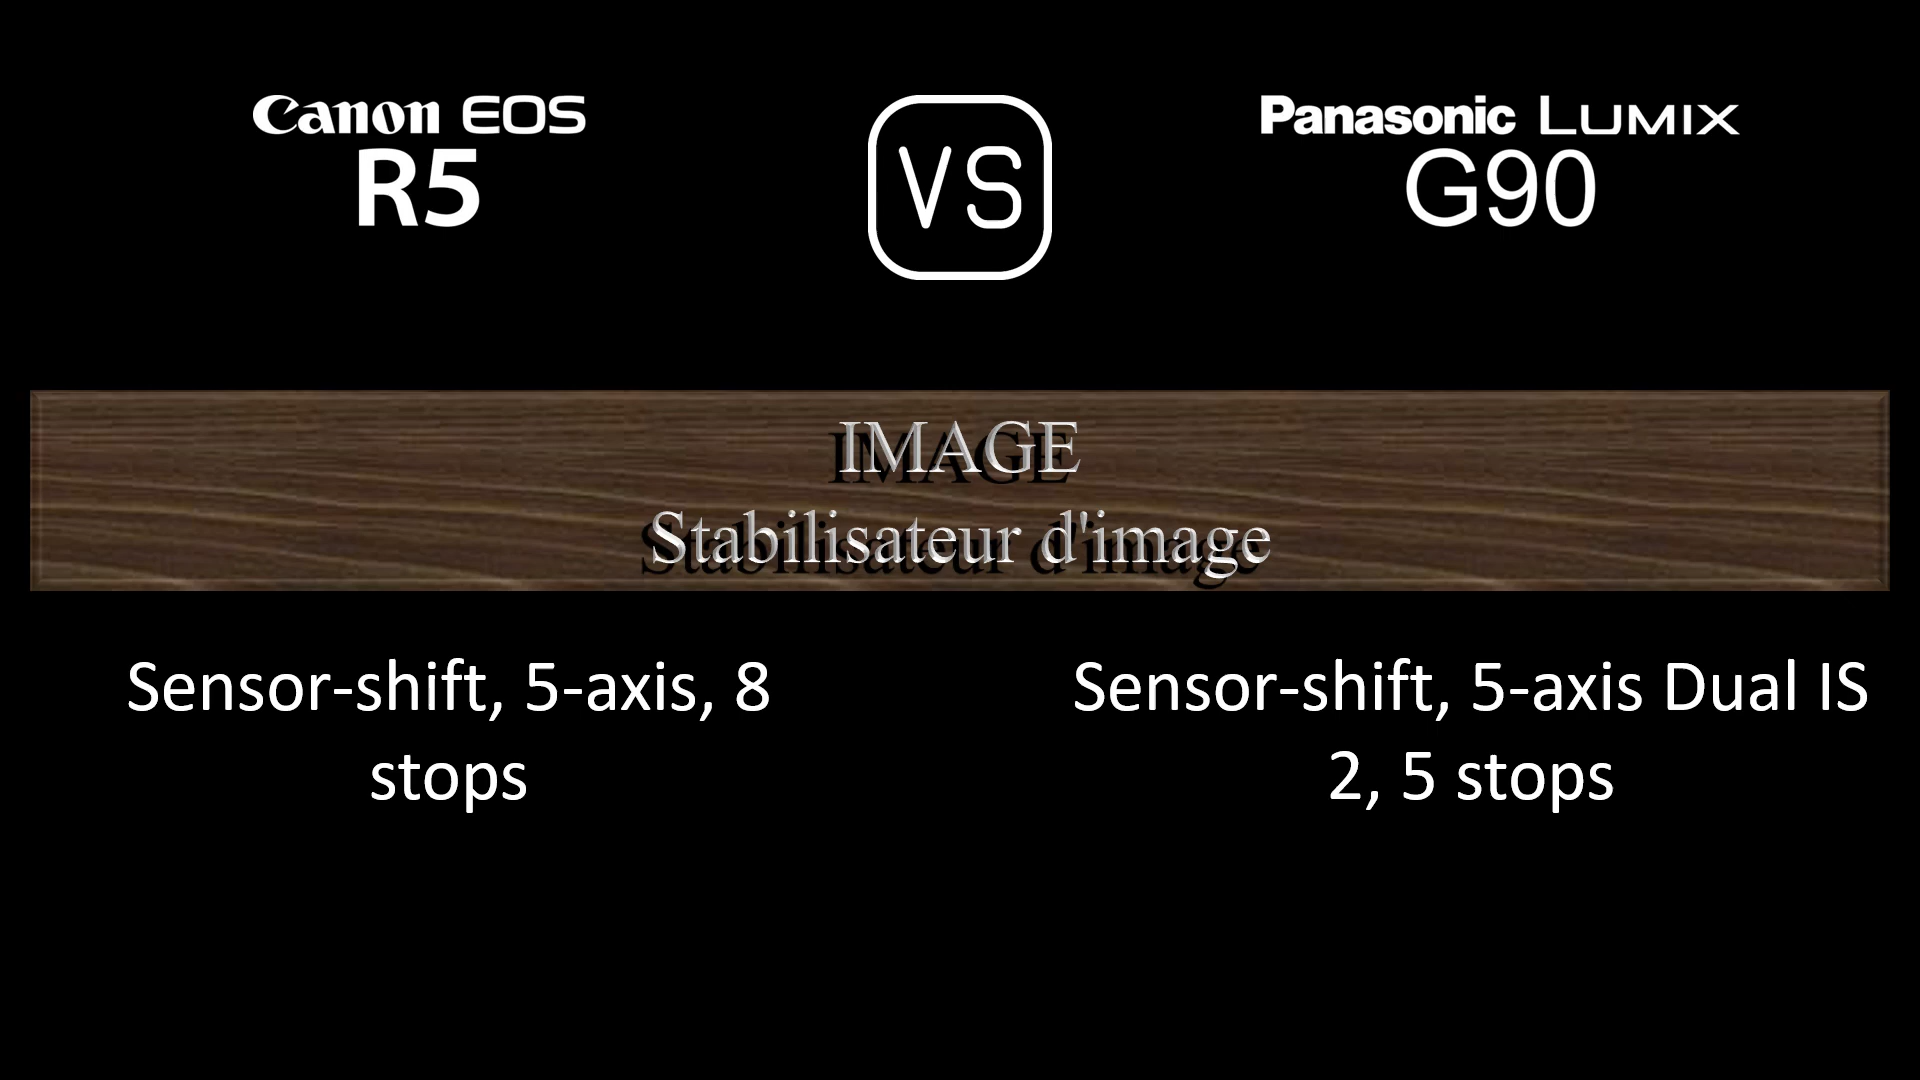 Canon EOS
R5
VS
Panasonic LUMIX
G90
IMAGE
Stabilisateur d'image
Sensor-shift, 5-axis, 8
stops
Sensor-shift, 5-axis Dual IS
2, 5 stops